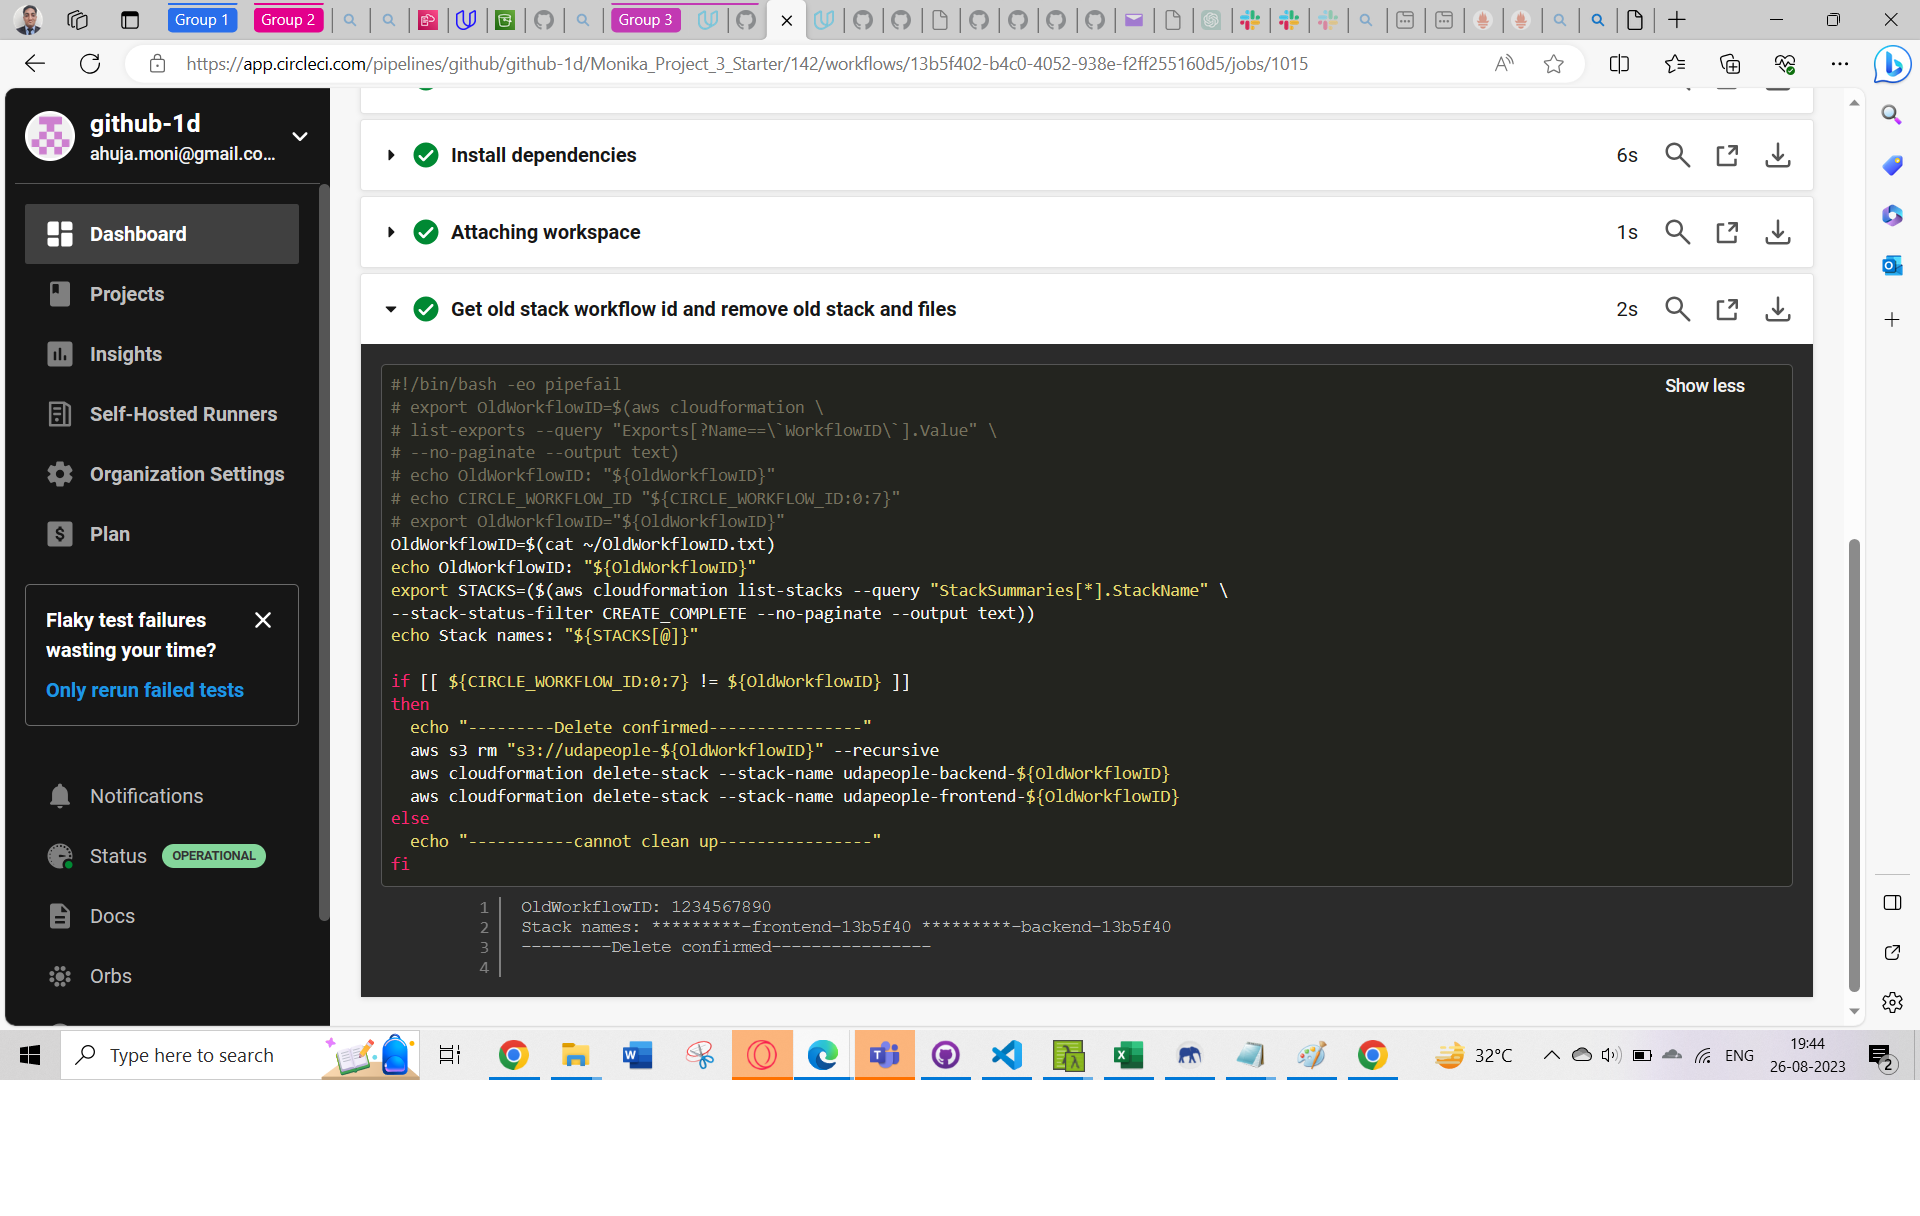 Group 1
Group 2
Group 3
https://app.circleci.com/pipelines/github/github-1d/Monika_Project_3_Starter/142/workflows/13b5f402-b4c0-4052-938e-f2ff255160d5/jobs/1015
github-1d
ahuja.moni@gmail.co...
Dashboard
Projects
Insights
Self-Hosted Runners
Organization Settings
Plan
Flaky test failures
wasting your time?
Only rerun failed tests
Notifications
Status OPERATIONAL
Docs
Orbs
Install dependencies 6s
Attaching workspace 1s
Get old stack workflow id and remove old stack and files 2s
Show less
#!/bin/bash -eo pipefail
# export OldWorkflowID=$(aws cloudformation \
# list-exports --query "Exports[?Name==\`WorkflowID\`].Value" \
# --no-paginate --output text)
# echo OldWorkflowID: "${OldWorkflowID}"
# echo CIRCLE_WORKFLOW_ID "${CIRCLE_WORKFLOW_ID:0:7}"
# export OldWorkflowID="${OldWorkflowID}"
OldWorkflowID=$(cat ~/OldWorkflowID.txt)
echo OldWorkflowID: "${OldWorkflowID}"
export STACKS=($(aws cloudformation list-stacks --query "StackSummaries[*].StackName" \
--stack-status-filter CREATE_COMPLETE --no-paginate --output text))
echo Stack names: "${STACKS[@]}"
if [[ ${CIRCLE_WORKFLOW_ID:0:7} != ${OldWorkflowID} ]]
then
echo "---------Delete confirmed----------------"
aws s3 rm "s3://udapeople-${OldWorkflowID}" --recursive
aws cloudformation delete-stack --stack-name udapeople-backend-${OldWorkflowID}
aws cloudformation delete-stack --stack-name udapeople-frontend-${OldWorkflowID}
else
echo "-----------cannot clean up----------------"
fi
1 OldWorkflowID: 1234567890
2 Stack names: *********-frontend-13b5f40 *********-backend-13b5f40
3 ---------Delete confirmed----------------
4
Type here to search
32°C
ENG
19:44
26-08-2023
2